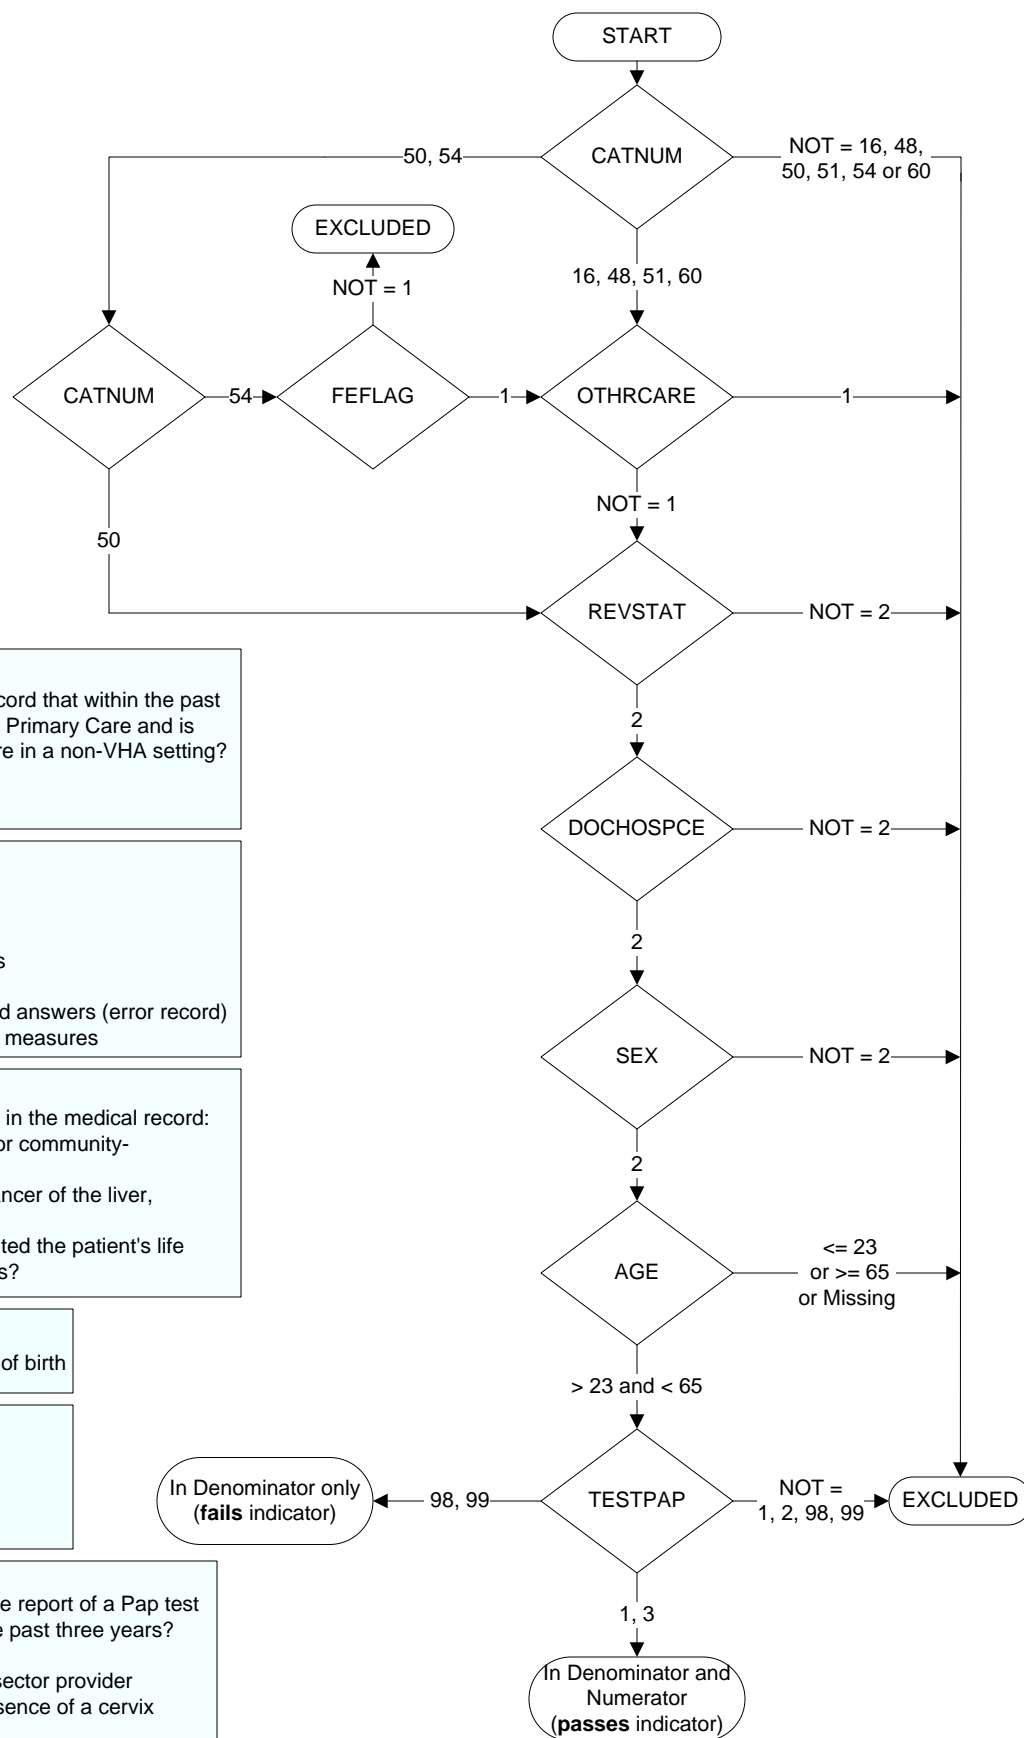 START
CATNUM
50, 54
NOT = 16, 48,
50, 51, 54 or 60
EXCLUDED
NOT = 1
16, 48, 51, 60
CATNUM
54
FEFLAG
1
OTHRCARE
1
NOT = 1
50
REVSTAT
NOT = 2
2
cord that within the past
Primary Care and is
re in a non-VHA setting?
DOCHOSPCE
NOT = 2
2
s
d answers (error record)
measures
SEX
NOT = 2
2
in the medical record:
or community-
ancer of the liver,
ted the patient's life
s?
AGE
<= 23
or >= 65
or Missing
> 23 and < 65
of birth
TESTPAP
98, 99
In Denominator only
(fails indicator)
NOT =
1, 2, 98, 99
EXCLUDED
1, 3
e report of a Pap test
e past three years?
sector provider
sence of a cervix
In Denominator and
Numerator
(passes indicator)